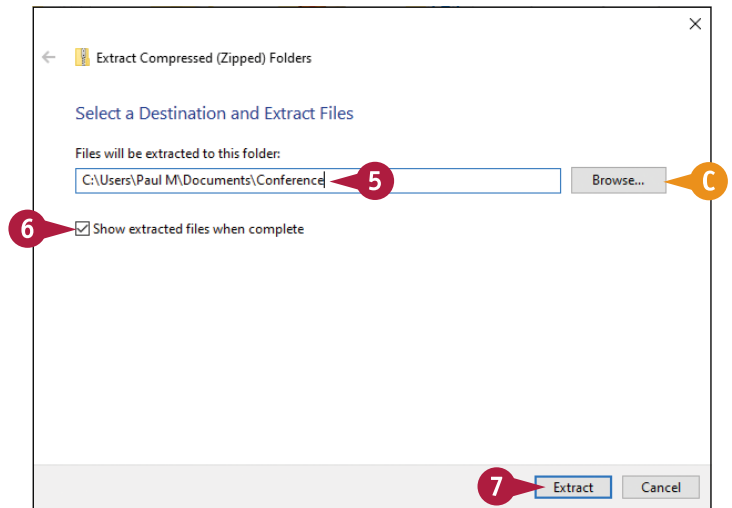 Extract Compressed (Zipped) Folders
Select a Destination and Extract Files
Files will be extracted to this folder:
C:\Users\Paul M\Documents\Conference 5 Browse... C
6 Show extracted files when complete
7 Extract Cancel